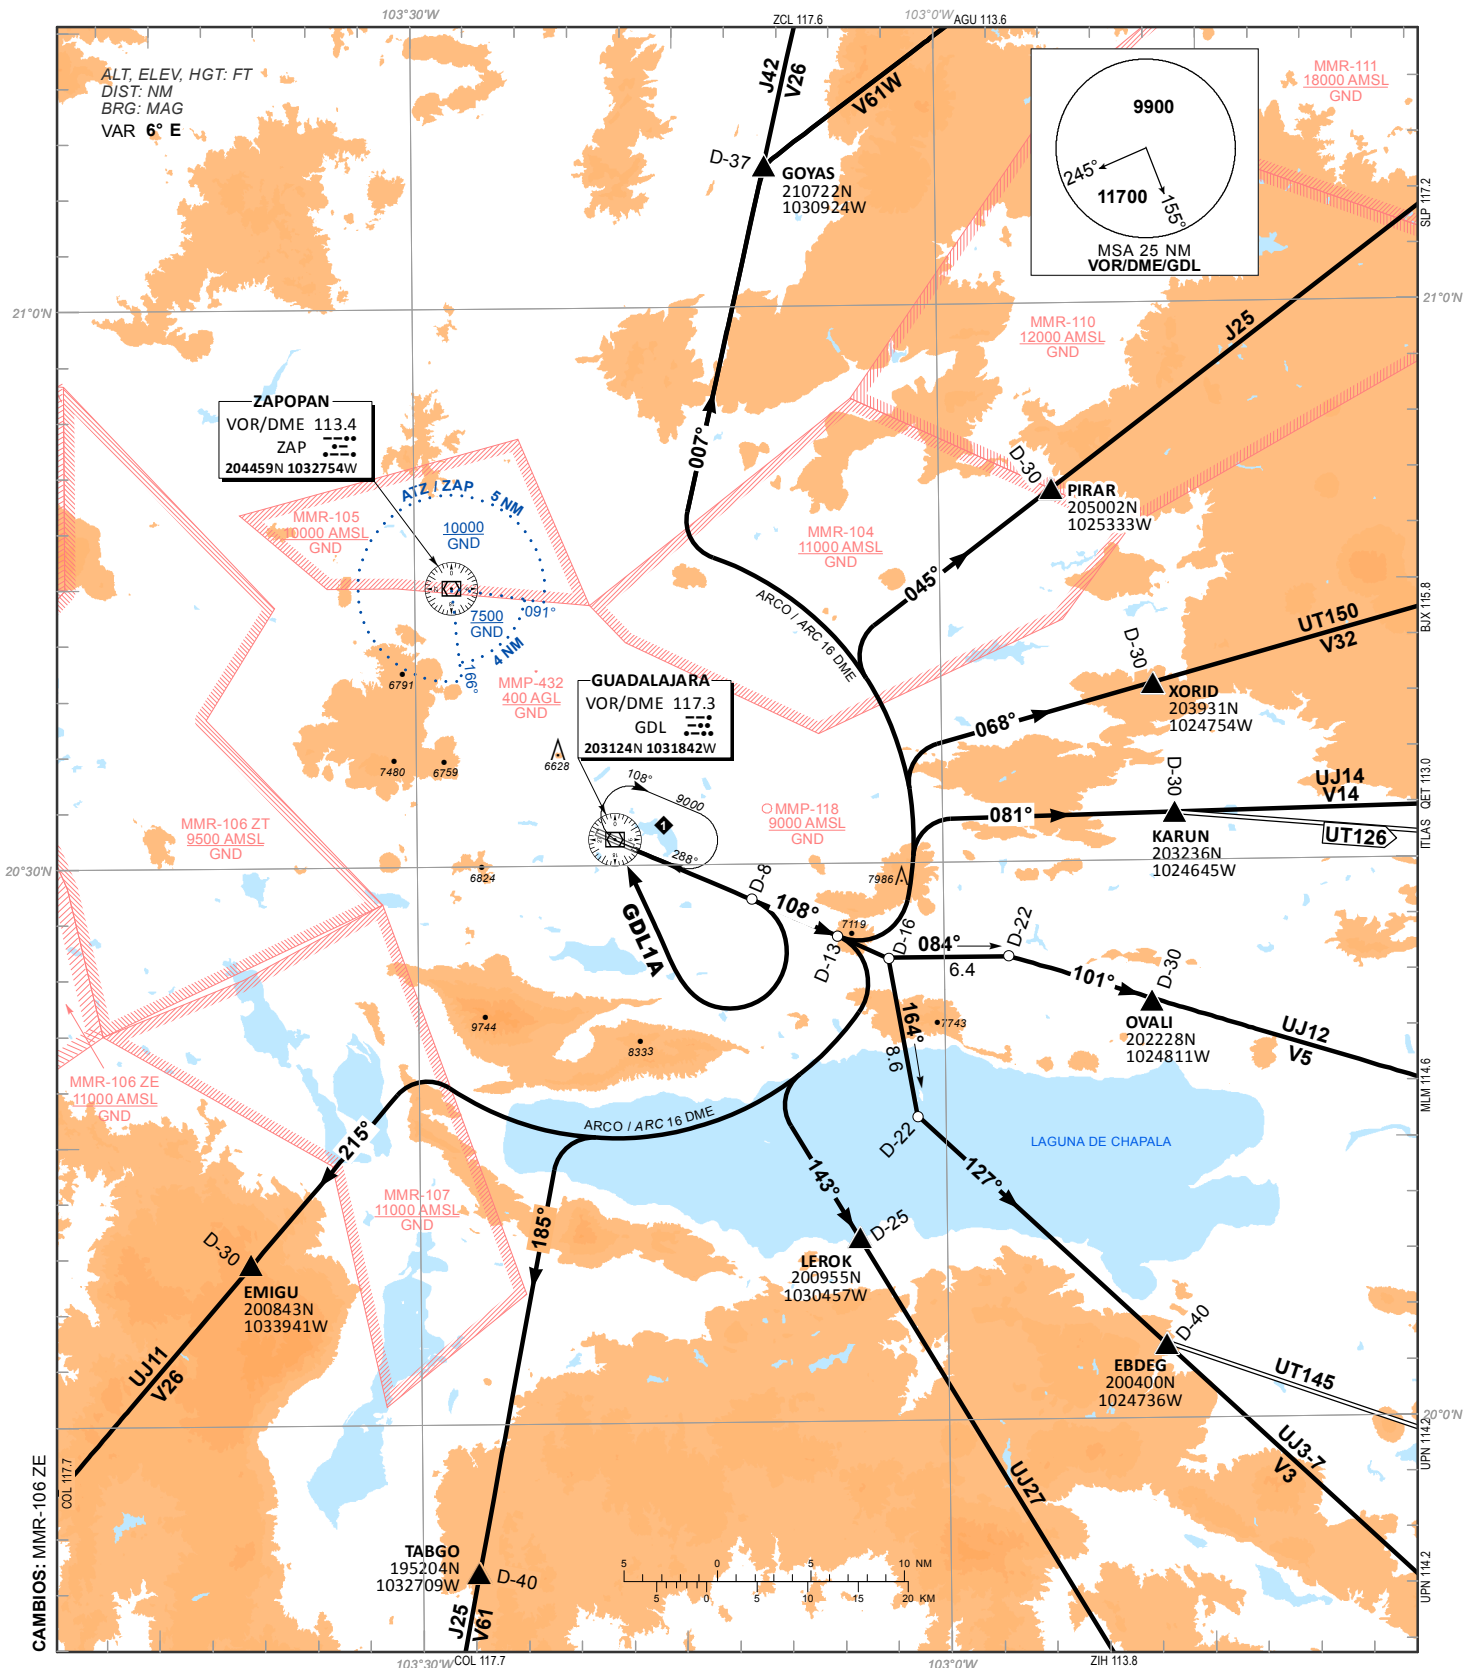 103°30'W
ZCL 117.6
103°0'W
AGU 113.6
ALT, ELEV, HGT: FT
DIST: NM
BRG: MAG
VAR 6° E
J42
V26
V61W
D-37
GOYAS
210722N
1030924W
9900
245°
11700
155°
MSA 25 NM
VOR/DME/GDL
MMR-111
18000 AMSL
GND
SLP 117.2
21°0'N
21°0'N
MMR-110
12000 AMSL
GND
J25
ZAPOPAN
VOR/DME 113.4
ZAP
204459N 1032754W
007°
D-30
PIRAR
205002N
1025333W
ATZ / ZAP
5 NM
10000
GND
MMR-105
10000 AMSL
GND
MMR-104
11000 AMSL
GND
045°
ARCO / ARC 16 DME
7500
GND
091°
4 NM
166°
BJX 115.8
UT150
V32
D-30
XORID
203931N
1024754W
068°
6791
MMP-432
400 AGL
GND
GUADALAJARA
VOR/DME 117.3
GDL
203124N 1031842W
7480
6759
6628
108°
9000
1
288°
MMP-118
9000 AMSL
GND
D-30
UJ14
V14
QET 113.0
081°
KARUN
203236N
1024645W
UT126
ITLAS
MMR-106 ZT
9500 AMSL
GND
20°30'N
6824
7986
D-8
108°
GDL1A
7119
D-13
D-16
084°
6.4
D-22
101°
D-30
OVALI
202228N
1024811W
UJ12
V5
MLM 114.6
9744
8333
164°
8.6
7743
MMR-106 ZE
11000 AMSL
GND
ARCO / ARC 16 DME
D-22
LAGUNA DE CHAPALA
215°
143°
127°
MMR-107
11000 AMSL
GND
185°
D-25
LEROK
200955N
1030457W
D-30
EMIGU
200843N
1033941W
D-40
EBDEG
200400N
1024736W
UT145
UJ11
V26
20°0'N
UPN 114.2
UJ3-7
V3
UJ27
COL 117.7
CAMBIOS: MMR-106 ZE
TABGO
195204N
1032709W
D-40
5 0 5 10 NM
5 0 5 10 15 20 KM
UPN 114.2
J25
V61
103°30'W
COL 117.7
103°0'W
ZIH 113.8